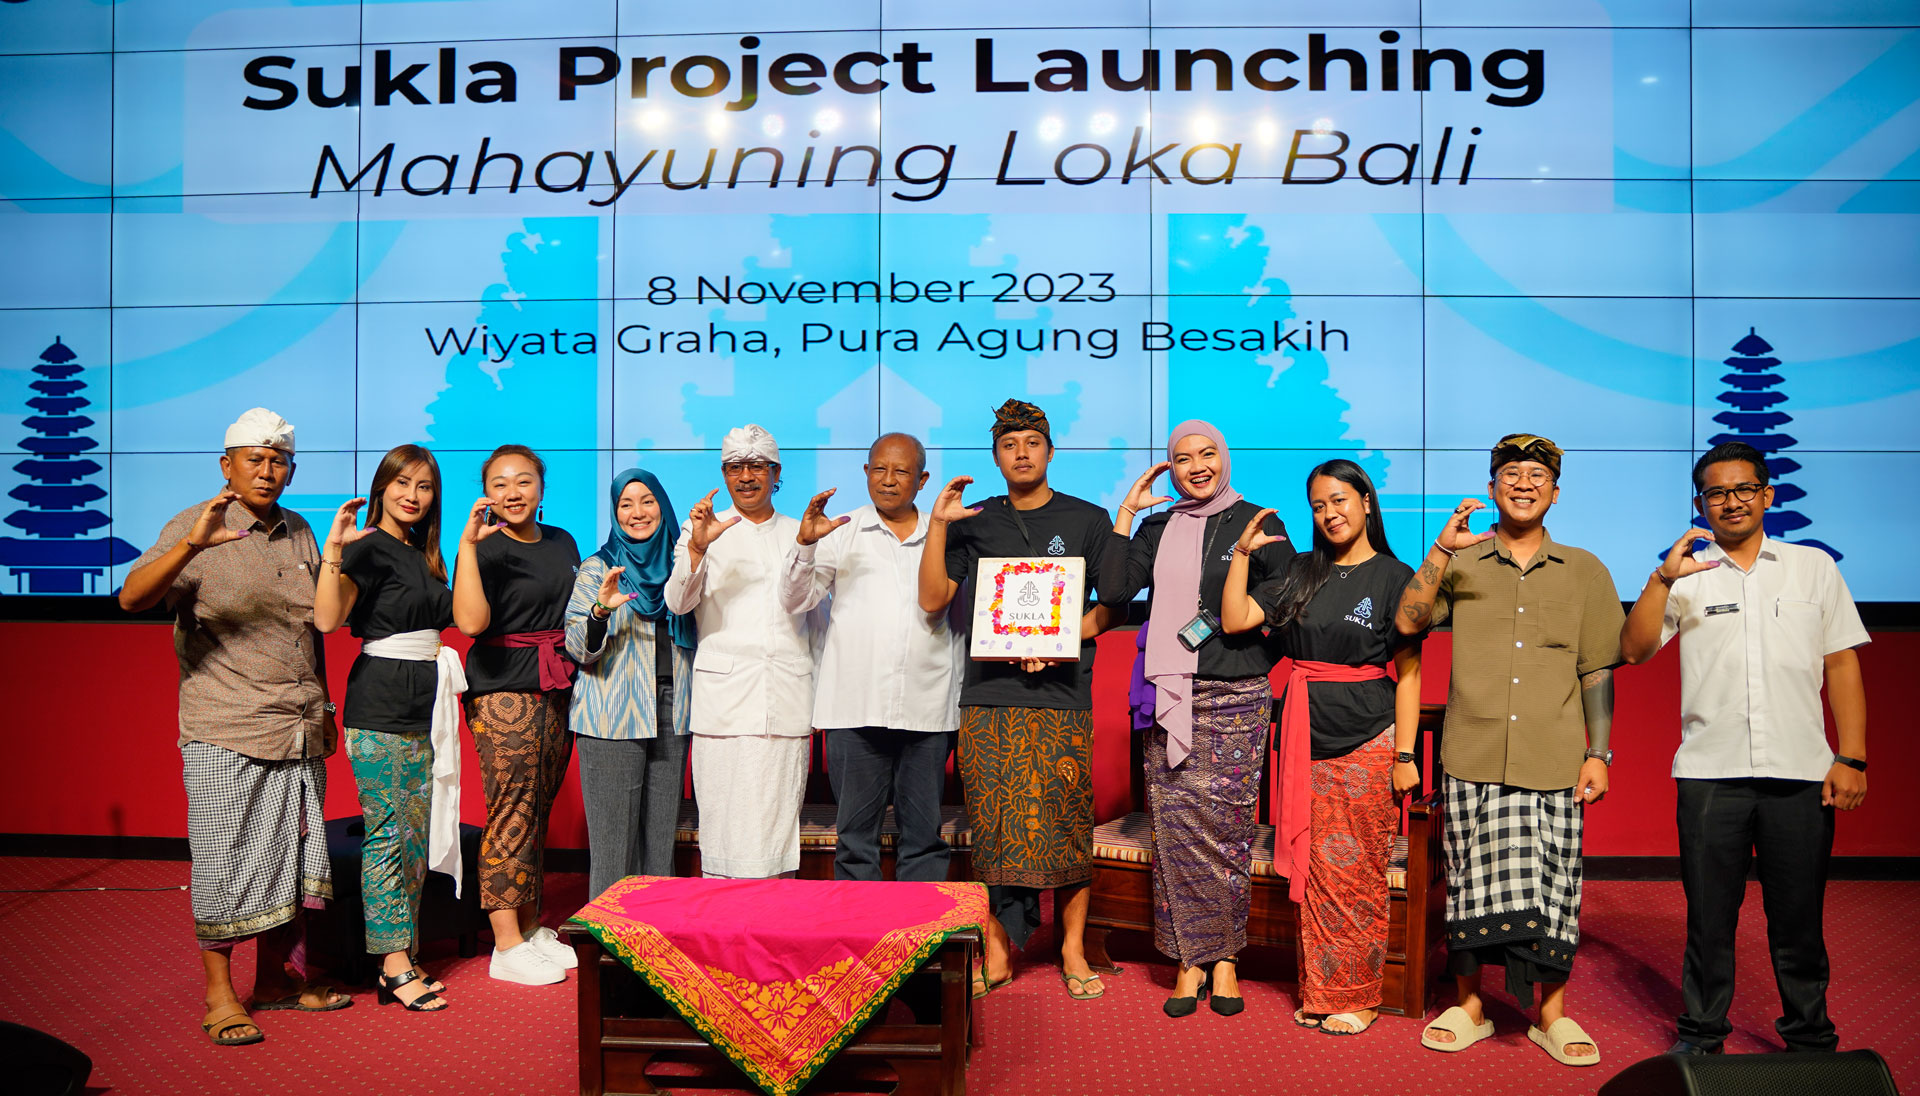 Sukla Project Launching
Mahayuning Loka Bali
8 November 2023
Wiyata Graha, Pura Agung Besakih
SUKLA
SUKLA